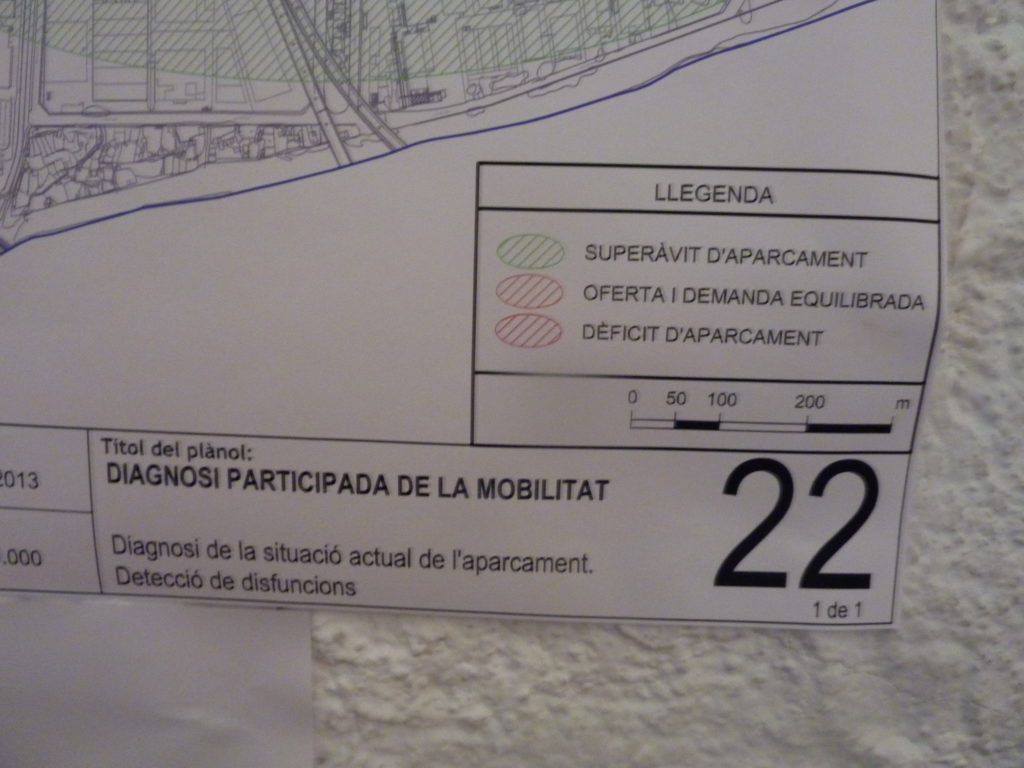 LLEGENDA
SUPERÀVIT D'APARCAMENT
OFERTA I DEMANDA EQUILIBRADA
DÈFICIT D'APARCAMENT
0 50 100 200 m
2013
.000
Títol del plànol:
DIAGNOSI PARTICIPADA DE LA MOBILITAT
Diagnosi de la situació actual de l'aparcament.
Detecció de disfuncions
22
1 de 1